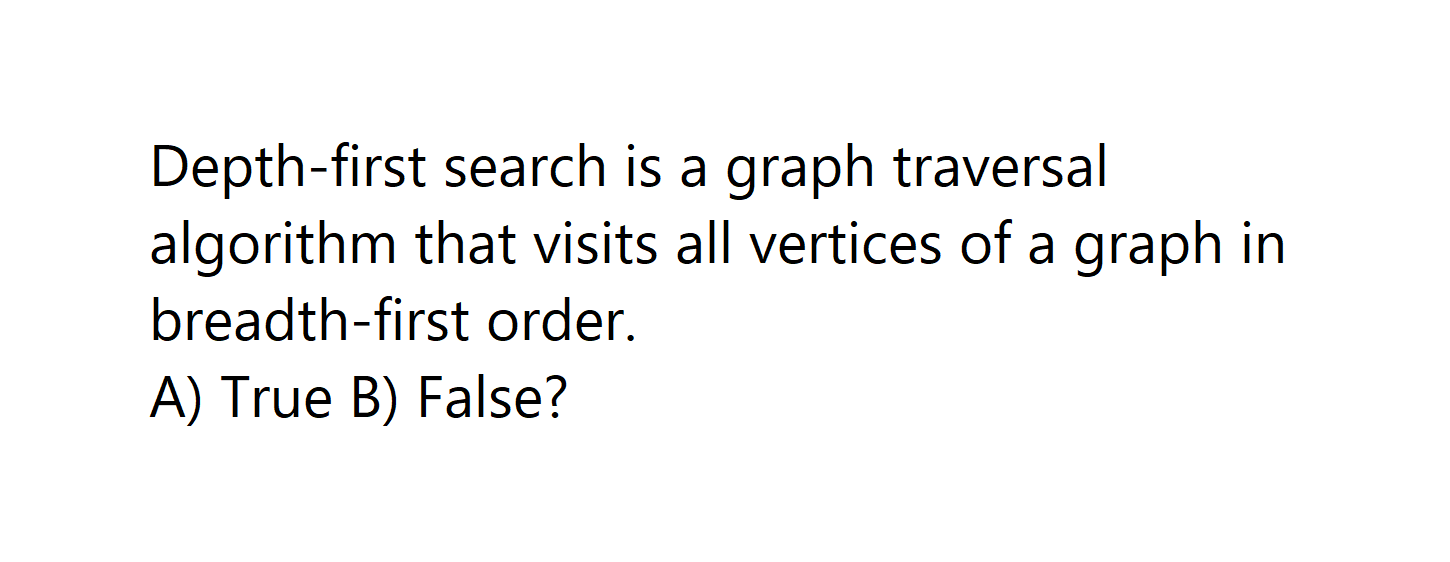 Depth-first search is a graph traversal
algorithm that visits all vertices of a graph in
breadth-first order.
A) True B) False?